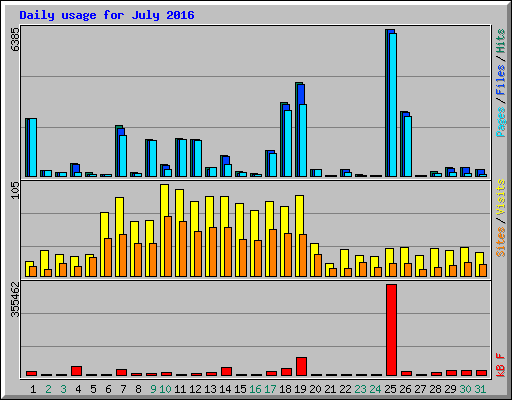 Daily usage for July 2016
6385
Pages / Files / Hits
105
Sites / Visits
355462
kB F
1 2 3 4 5 6 7 8 9 10 11 12 13 14 15 16 17 18 19 20 21 22 23 24 25 26 27 28 29 30 31